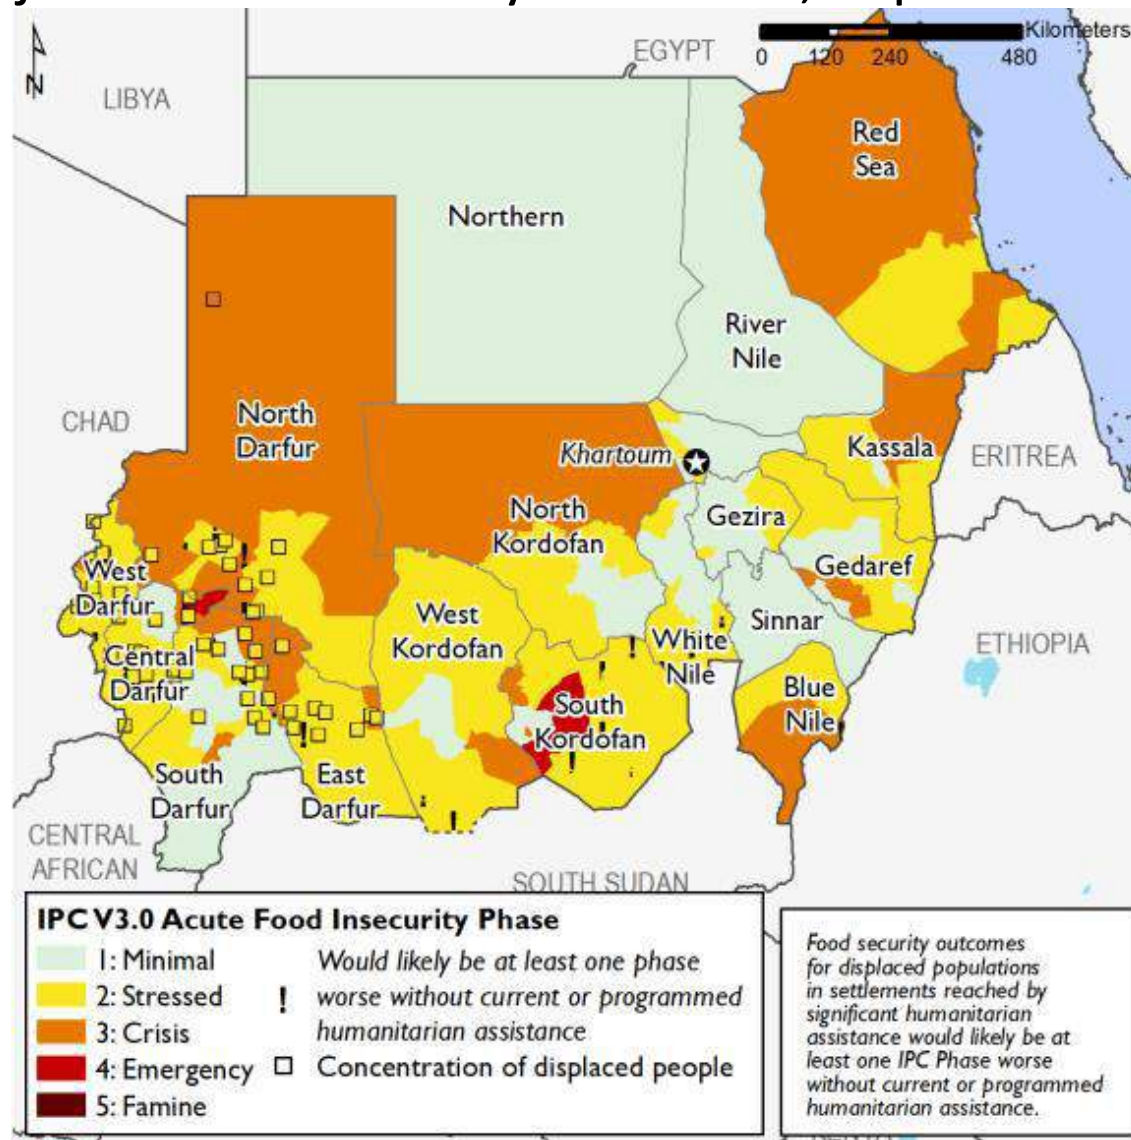 Kilometers
0 120 240 480
N
EGYPT
LIBYA
Red
Sea
Northern
River
Nile
CHAD
North
Darfur
Khartoum
Kassala
ERITREA
North
Kordofan
Gezira
Gedaref
West
Darfur
West
Kordofan
Sinnar
White
Nile
ETHIOPIA
Central
Darfur
Blue
Nile
South
Kordofan
South
Darfur
East
Darfur
CENTRAL
AFRICAN
SOUTH SUDAN
IPC V3.0 Acute Food Insecurity Phase
1: Minimal
2: Stressed
3: Crisis
4: Emergency
5: Famine
! Would likely be at least one phase
worse without current or programmed
humanitarian assistance
Concentration of displaced people
Food security outcomes
for displaced populations
in settlements reached by
significant humanitarian
assistance would likely be at
least one IPC Phase worse
without current or programmed
humanitarian assistance.